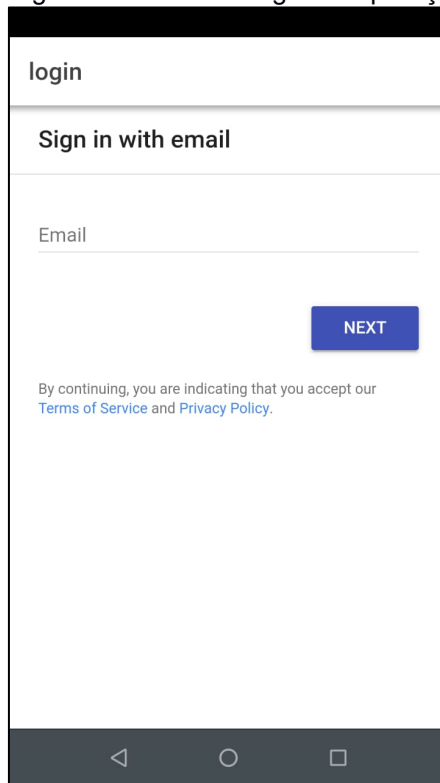 login
Sign in with email
Email
NEXT
By continuing, you are indicating that you accept our
Terms of Service and Privacy Policy.